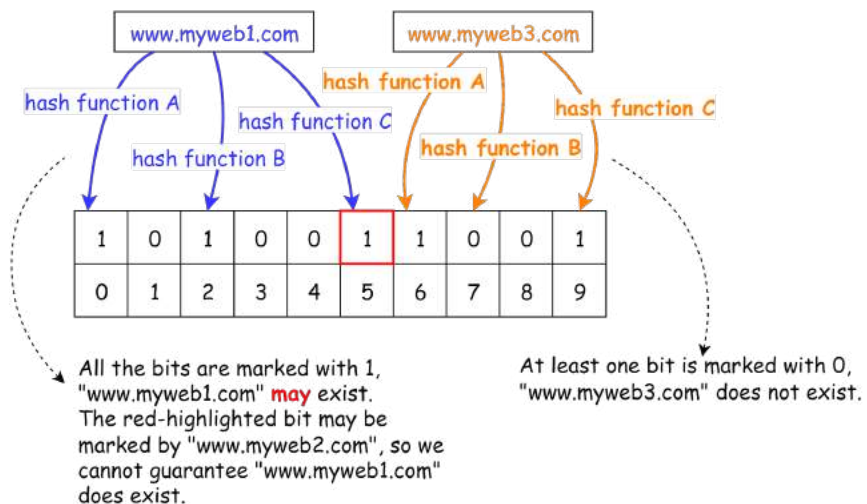 www.myweb1.com www.myweb3.com
hash function A hash function A
hash function C hash function C
hash function B hash function B
1 0 1 0 0 1 1 0 0 1
0 1 2 3 4 5 6 7 8 9
All the bits are marked with 1,
"www.myweb1.com" may exist.
The red-highlighted bit may be
marked by "www.myweb2.com", so we
cannot guarantee "www.myweb1.com"
does exist.
At least one bit is marked with 0,
"www.myweb3.com" does not exist.